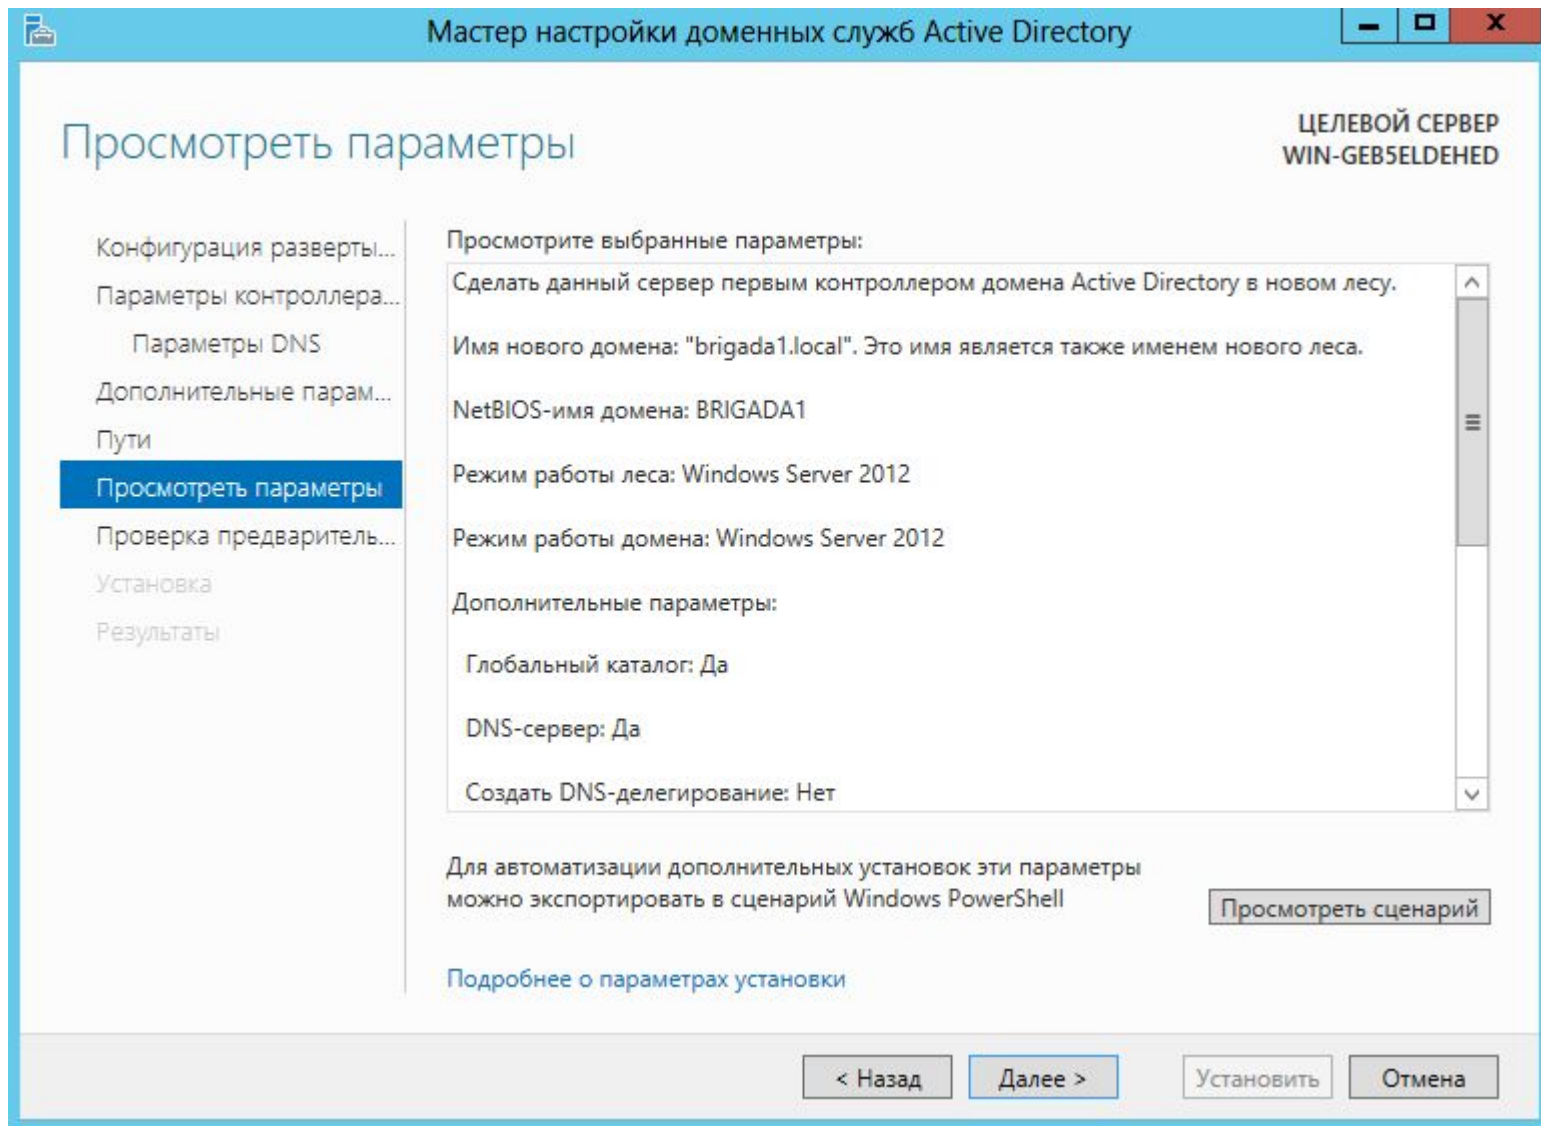 Мастер настройки доменных служб Active Directory
Просмотреть параметры
ЦЕЛЕВОЙ СЕРВЕР
WIN-GEB5ELDEHED
Конфигурация разверты...
Параметры контроллера...
Параметры DNS
Дополнительные парам...
Пути
Просмотреть параметры
Проверка предваритель...
Установка
Результаты
Просмотрите выбранные параметры:
Сделать данный сервер первым контроллером домена Active Directory в новом лесу.
Имя нового домена: "brigada1.local". Это имя является также именем нового леса.
NetBIOS-имя домена: BRIGADA1
Режим работы леса: Windows Server 2012
Режим работы домена: Windows Server 2012
Дополнительные параметры:
Глобальный каталог: Да
DNS-сервер: Да
Создать DNS-делегирование: Нет
Для автоматизации дополнительных установок эти параметры
можно экспортировать в сценарий Windows PowerShell
Просмотреть сценарий
Подробнее о параметрах установки
< Назад
Далее >
Установить
Отмена